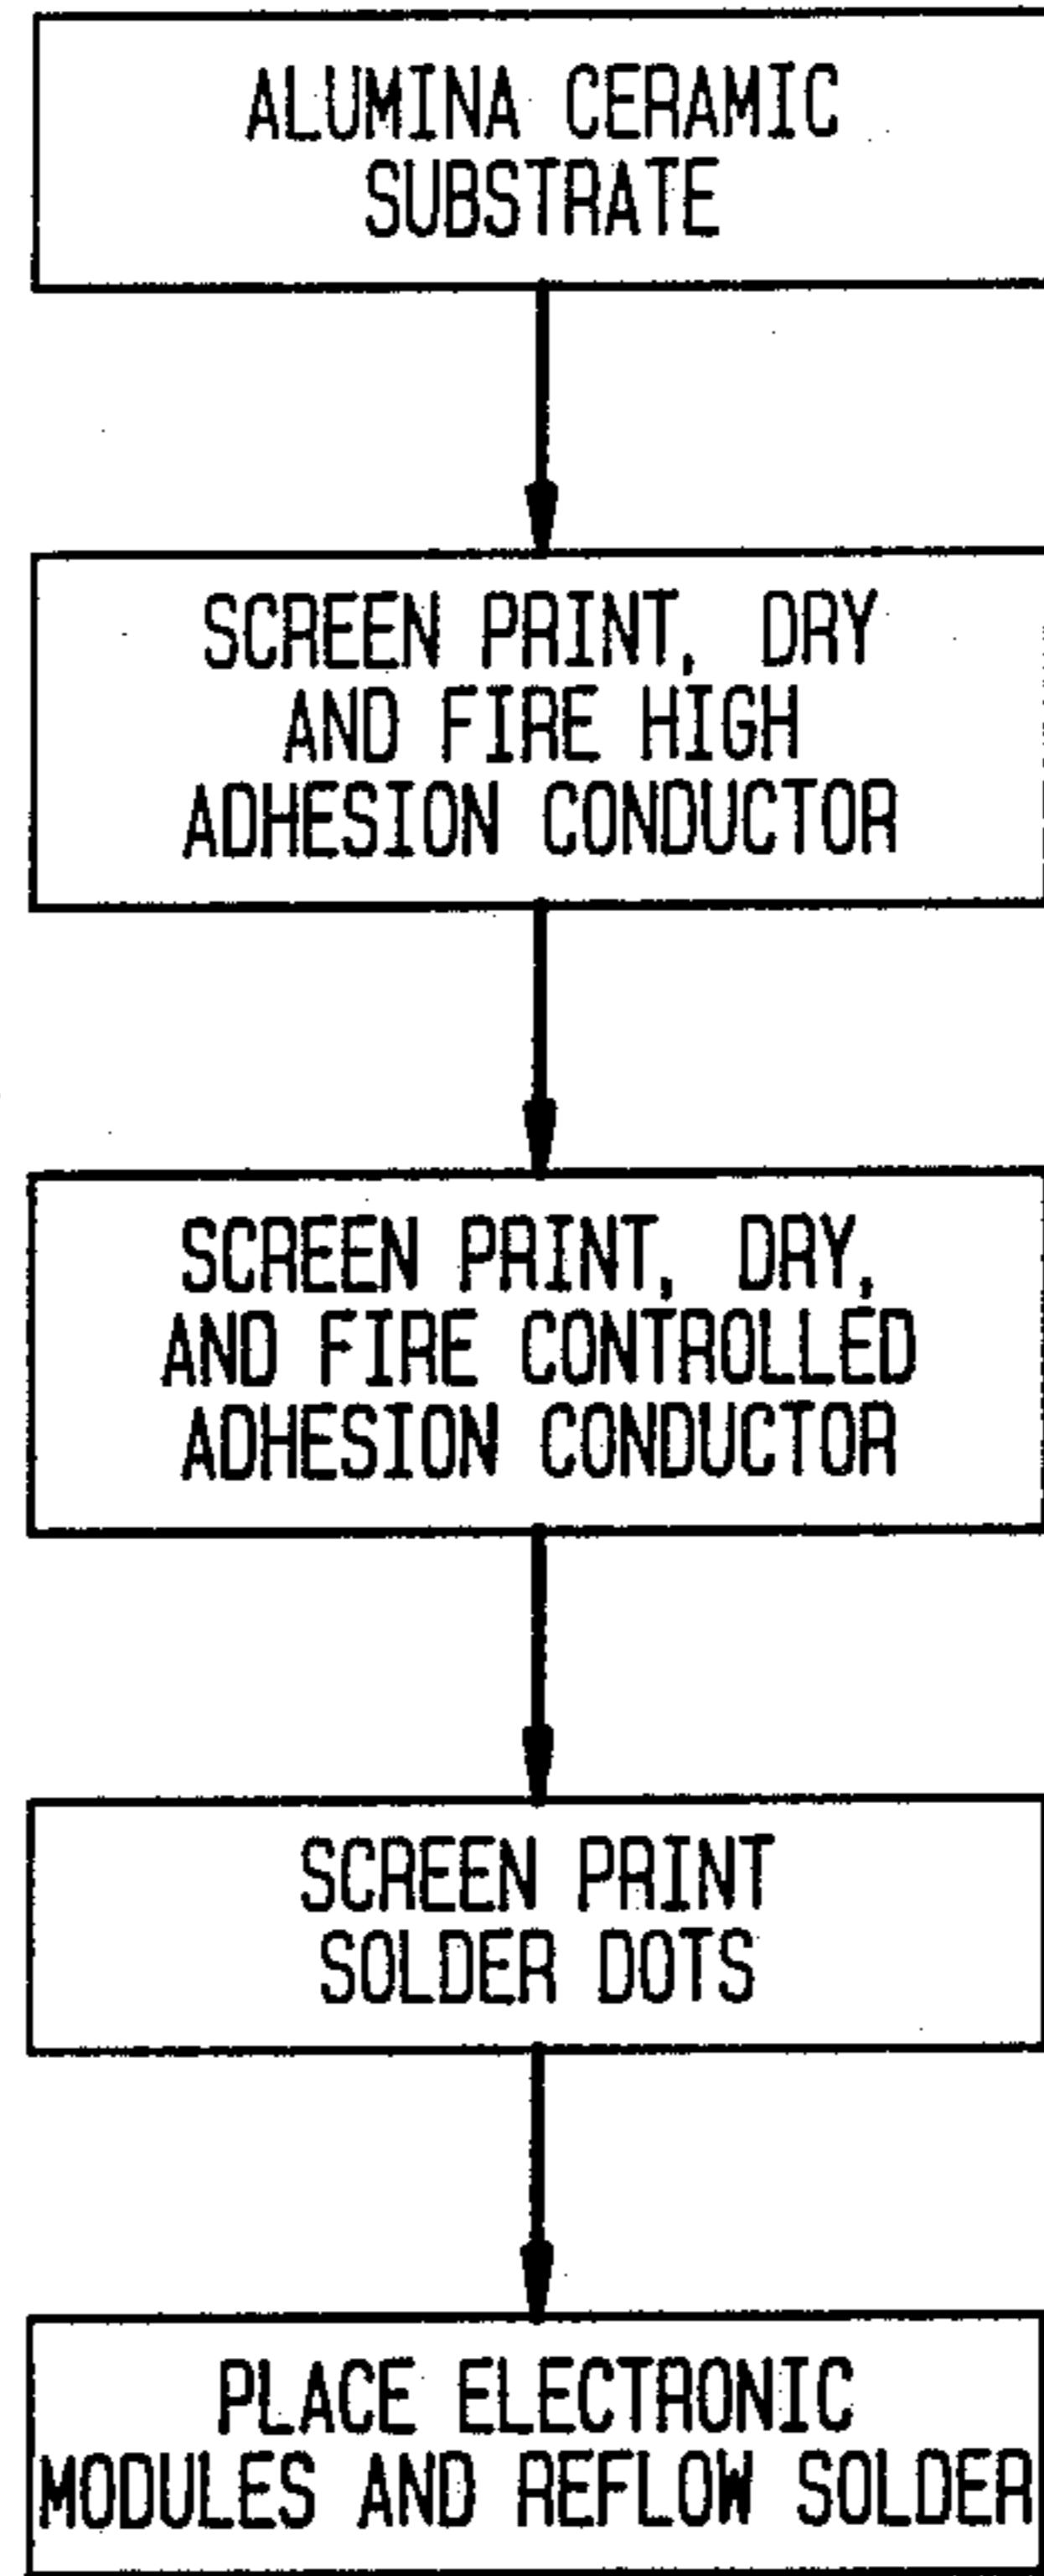 ALUMINA CERAMIC
SUBSTRATE
SCREEN PRINT, DRY
AND FIRE HIGH
ADHESION CONDUCTOR
SCREEN PRINT, DRY,
AND FIRE CONTROLLED
ADHESION CONDUCTOR
SCREEN PRINT
SOLDER DOTS
PLACE ELECTRONIC
MODULES AND REFLOW SOLDER